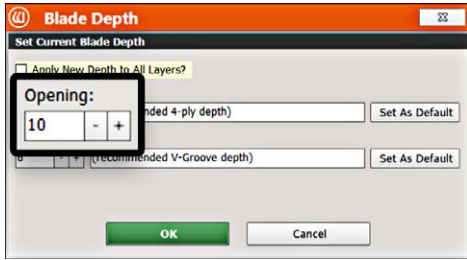 Blade Depth
Set Current Blade Depth
Apply New Depth to All Layers?
Opening:
10 - + nded 4-ply depth) Set As Default
- + (recommended V-Groove depth) Set As Default
OK Cancel